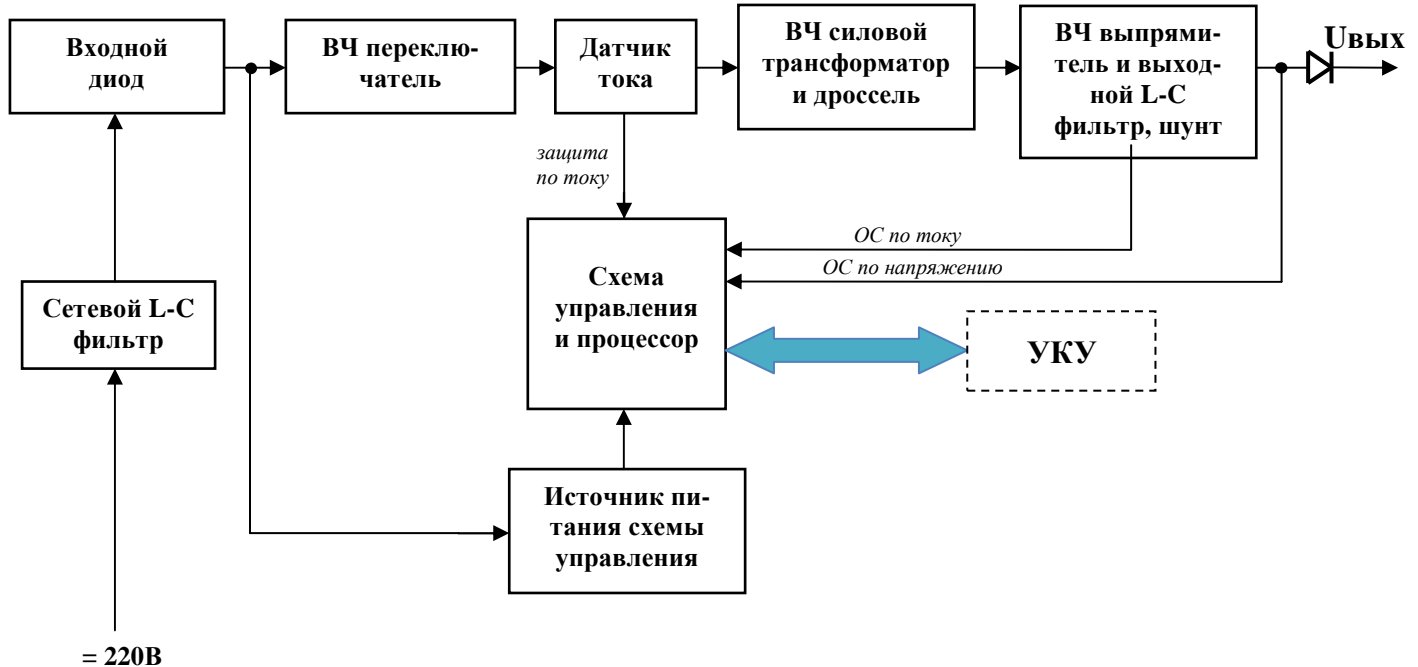 Входной
диод
ВЧ переклю-
чатель
Датчик
тока
ВЧ силовой
трансформатор
и дроссель
ВЧ выпрями-
тель и выход-
ной L-C
фильтр, шунт
Uвых
защита
по току
ОС по току
ОС по напряжению
Сетевой L-C
фильтр
Схема
управления
и процессор
УКУ
Источник пи-
тания схемы
управления
= 220В